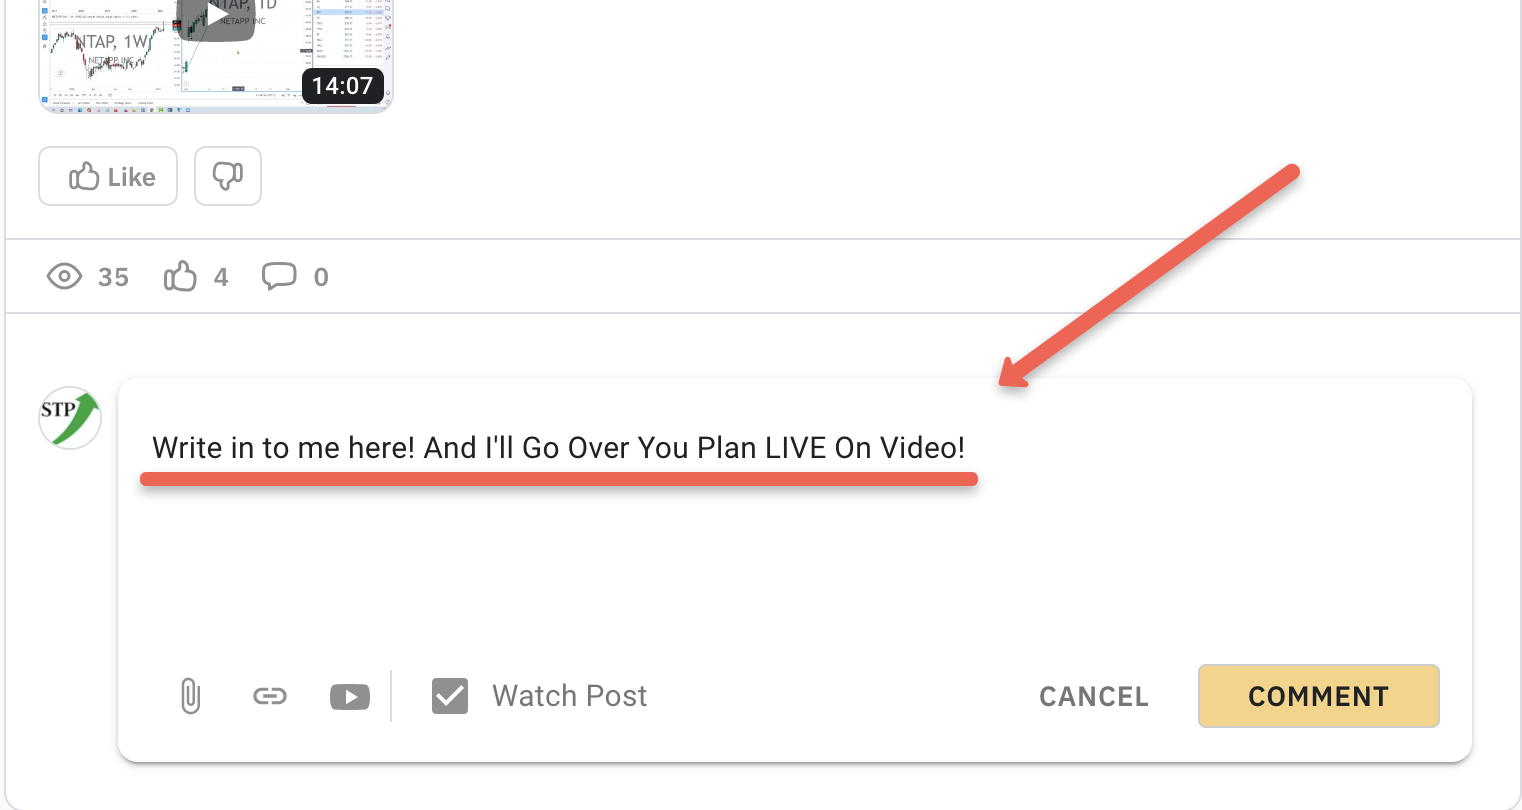 NTAP, 1D
NETAPP INC
NTAP, 1W
NETAPP INC
14:07
Like
35
4
0
STP
Write in to me here! And I'll Go Over You Plan LIVE On Video!
Watch Post
CANCEL
COMMENT